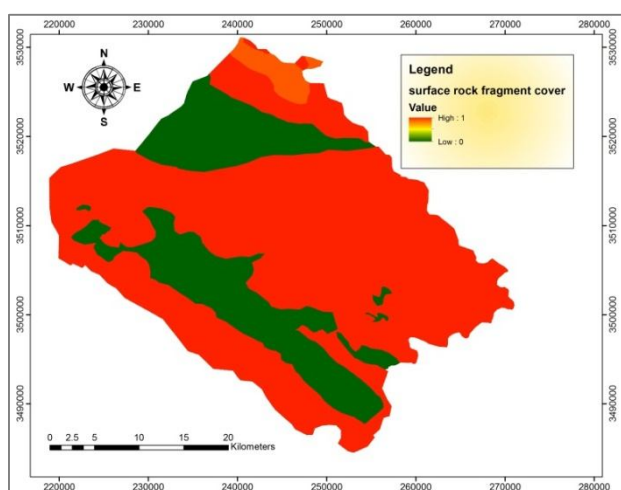 220000 230000 240000 250000 260000 270000 280000
3530000
3520000
3510000
3500000
3490000
N
W E
S
Legend
surface rock fragment cover
Value
High : 1
Low : 0
3530000
3520000
3510000
3500000
3490000
0 2.5 5 10 15 20
Kilometers
220000 230000 240000 250000 260000 270000 280000